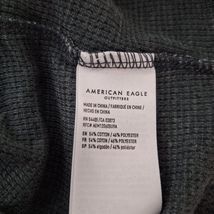 AMERICAN EAGLE
OUTFITTERS
MADE IN CHINA / FABRIQUÉ EN CHINE /
HECHO EN CHINA
EN: 54% COTTON / 46% POLYESTER
FR: 54% COTON / 46% POLYESTER
SP: 54% algodón / 46% poliéster